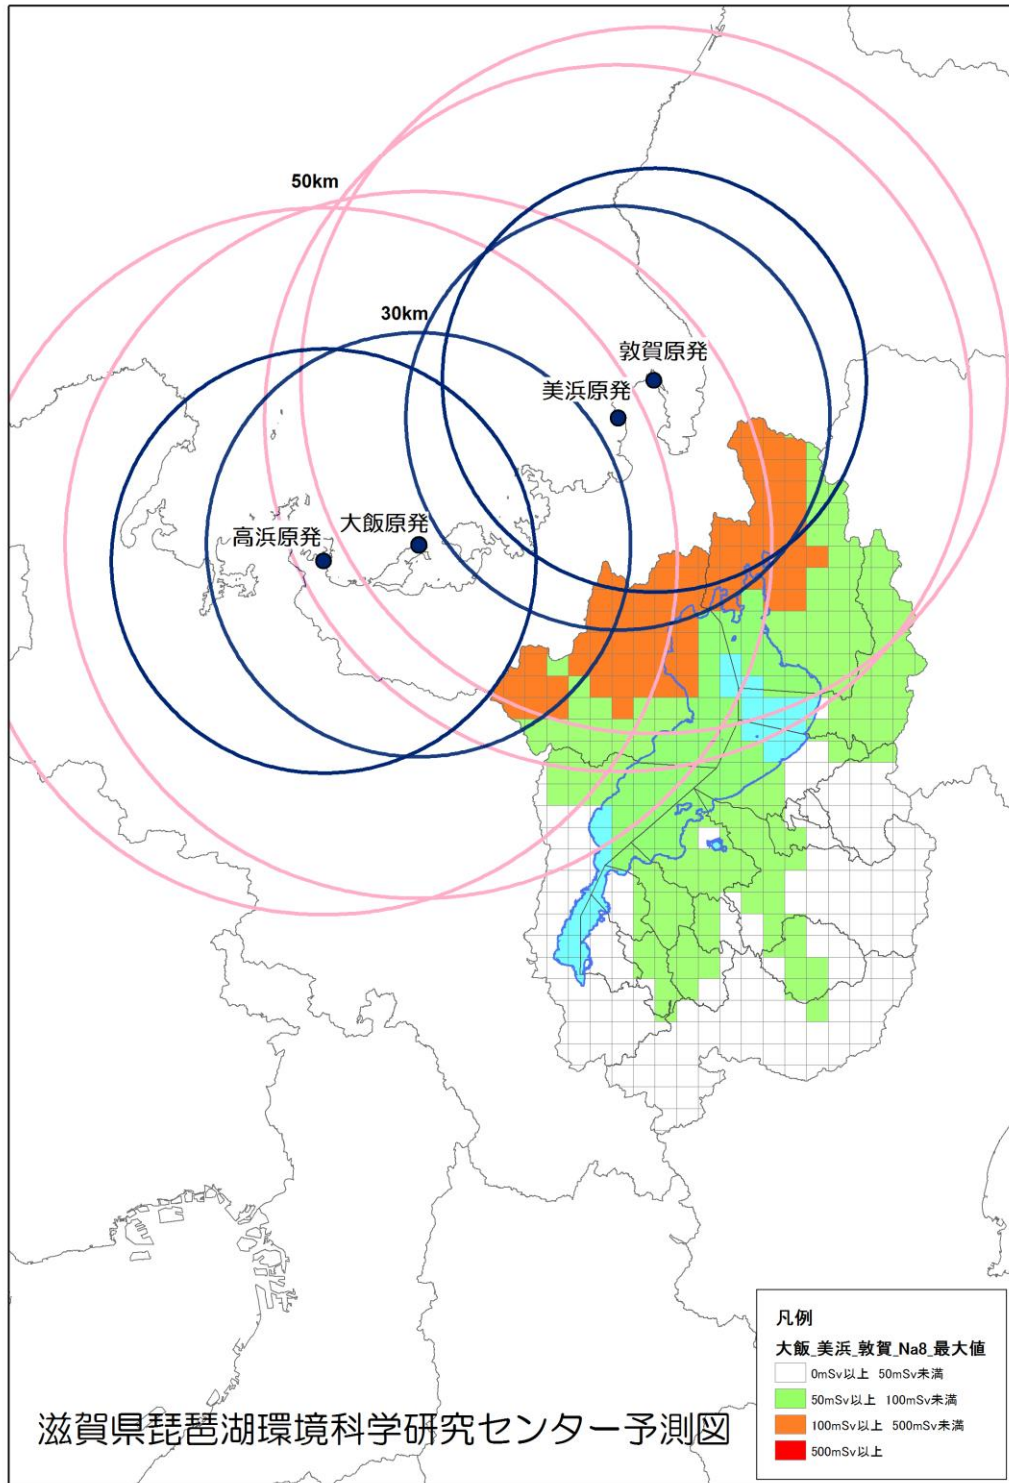 50km
30km
敦賀原発
美浜原発
大飯原発
高浜原発
凡例
大飯_美浜_敦賀_Na8_最大値
0mSv以上 50mSv未満
50mSv以上 100mSv未満
100mSv以上 500mSv未満
500mSv以上
滋賀県琵琶湖環境科学研究センター予測図